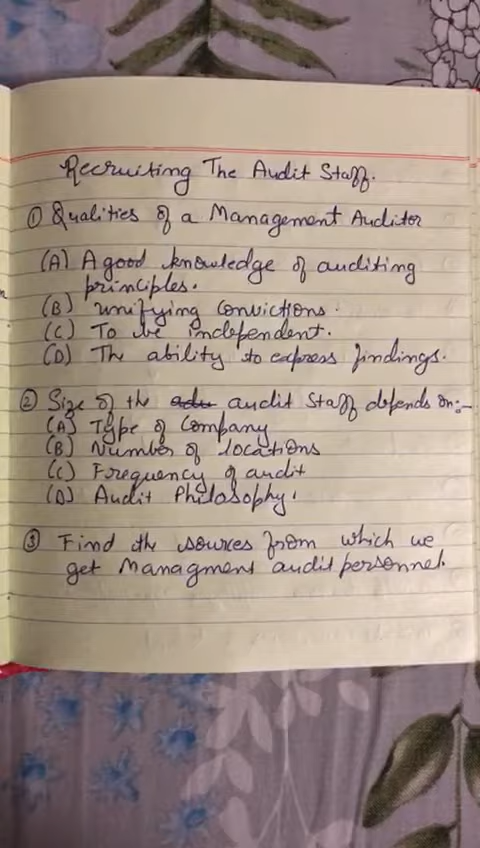 Recruiting The Audit Staff.
① Qualities of a Management Auditor
(A) A good knowledge of auditing
principles.
(B) unifying convictions.
(C) To be independent.
(D) The ability to express findings.
② Size of the adu audit staff depends on:-
(A) Type of Company
(B) Number of locations
(C) Frequency of audit
(D) Audit Philosophy.
③ Find the sources from which we
get Managment audit personnel.